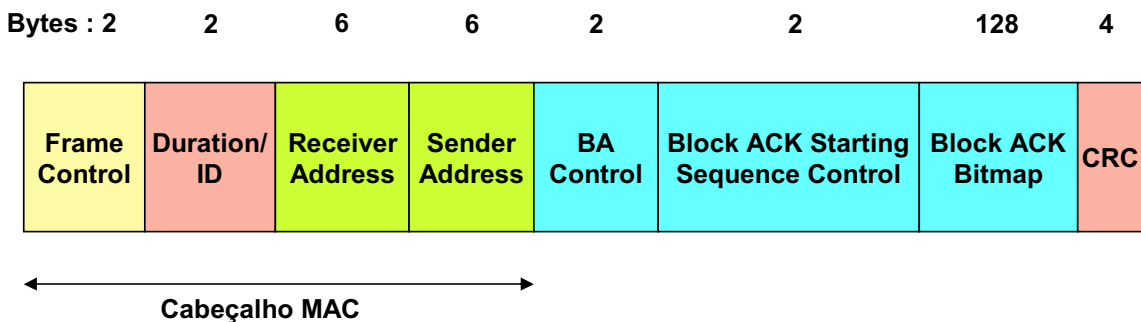 Bytes : 2 2 6 6 2 2 128 4
Frame Control
Duration/ ID
Receiver Address
Sender Address
BA Control
Block ACK Starting Sequence Control
Block ACK Bitmap
CRC
Cabeçalho MAC